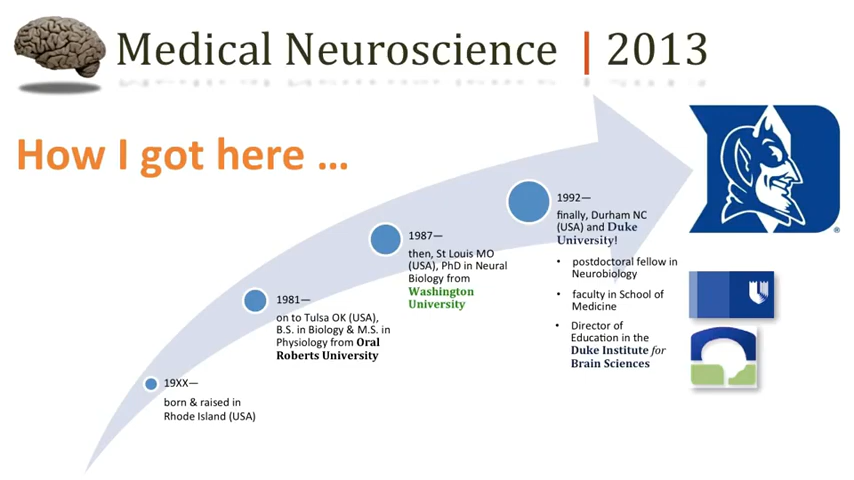 Medical Neuroscience | 2013
How I got here ...
19XX—
born & raised in
Rhode Island (USA)
1981—
on to Tulsa OK (USA),
B.S. in Biology & M.S. in
Physiology from Oral
Roberts University
1987—
then, St Louis MO
(USA), PhD in Neural
Biology from
Washington
University
1992—
finally, Durham NC
(USA) and Duke
University!
• postdoctoral fellow in
Neurobiology
• faculty in School of
Medicine
• Director of
Education in the
Duke Institute for
Brain Sciences
®